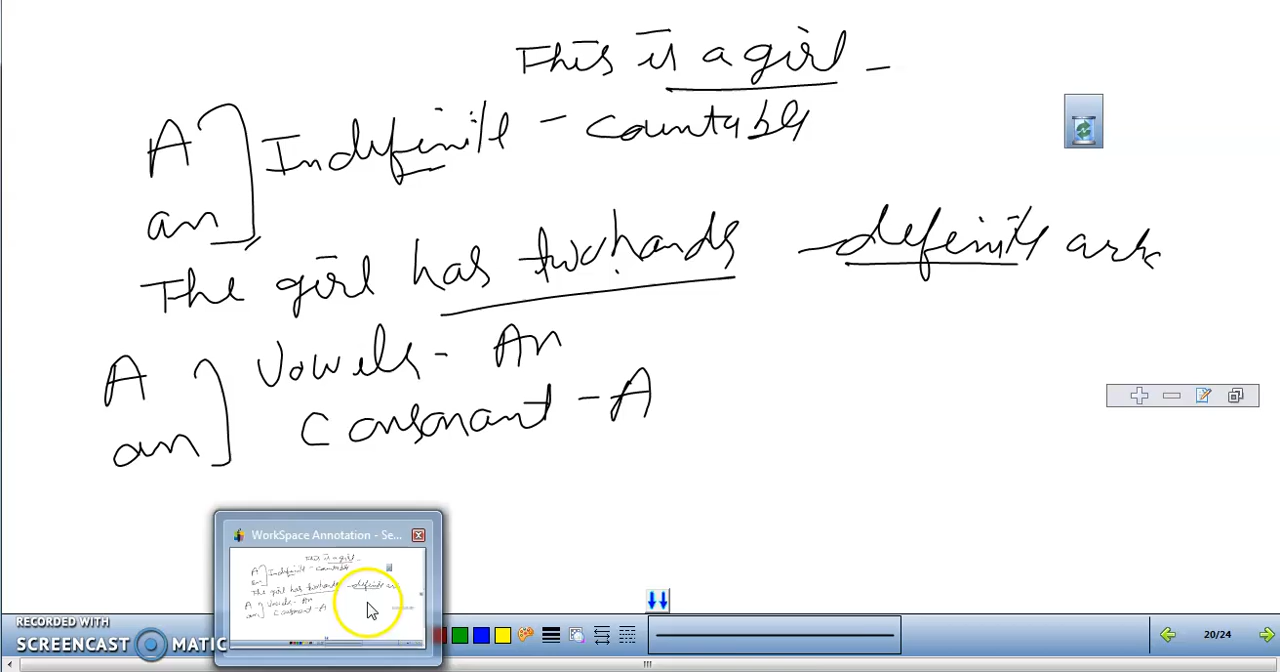 This is a girl -
A
an
Indefinite - countable
The girl has two hands - definite
A
an
Vowels - An
Consonant - A
WorkSpace Annotation - Se...
RECORDED WITH
SCREENCAST MATIC
20/24